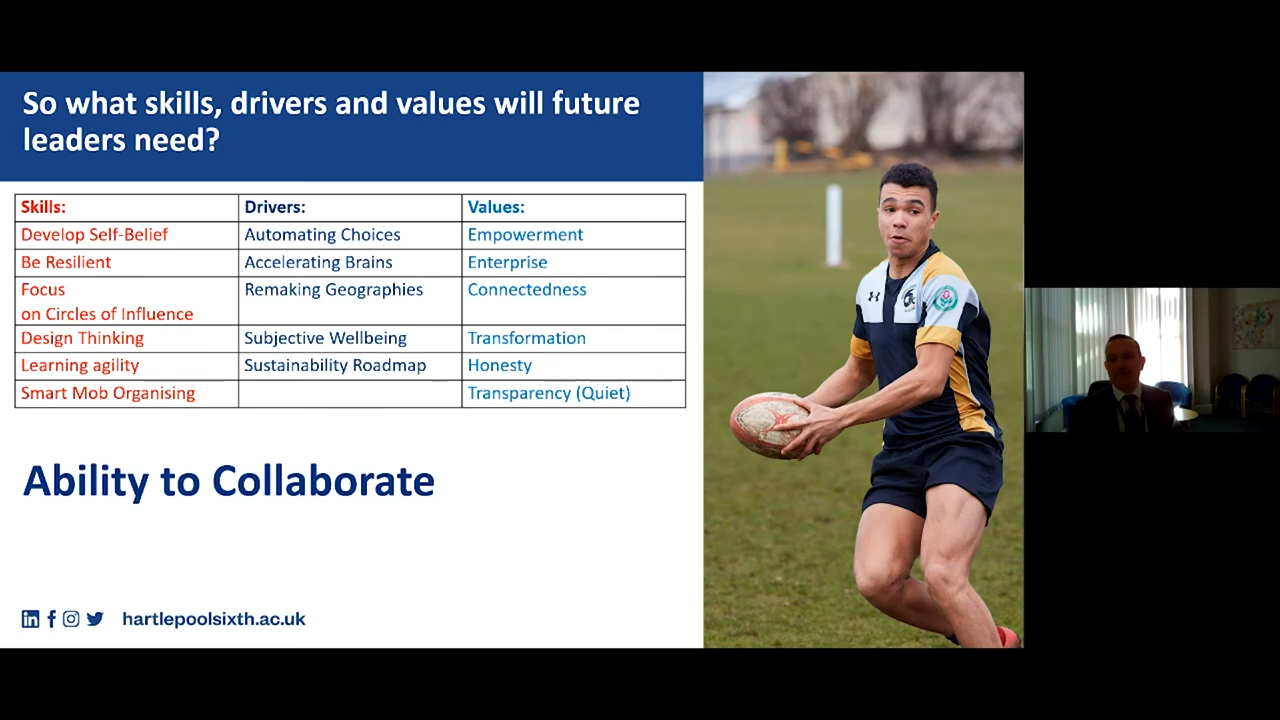 So what skills, drivers and values will future
leaders need?
Skills: Drivers: Values:
Develop Self-Belief Automating Choices Empowerment
Be Resilient Accelerating Brains Enterprise
Focus Remaking Geographies Connectedness
on Circles of Influence
Design Thinking Subjective Wellbeing Transformation
Learning agility Sustainability Roadmap Honesty
Smart Mob Organising Transparency (Quiet)
Ability to Collaborate
hartlepoolsixth.ac.uk